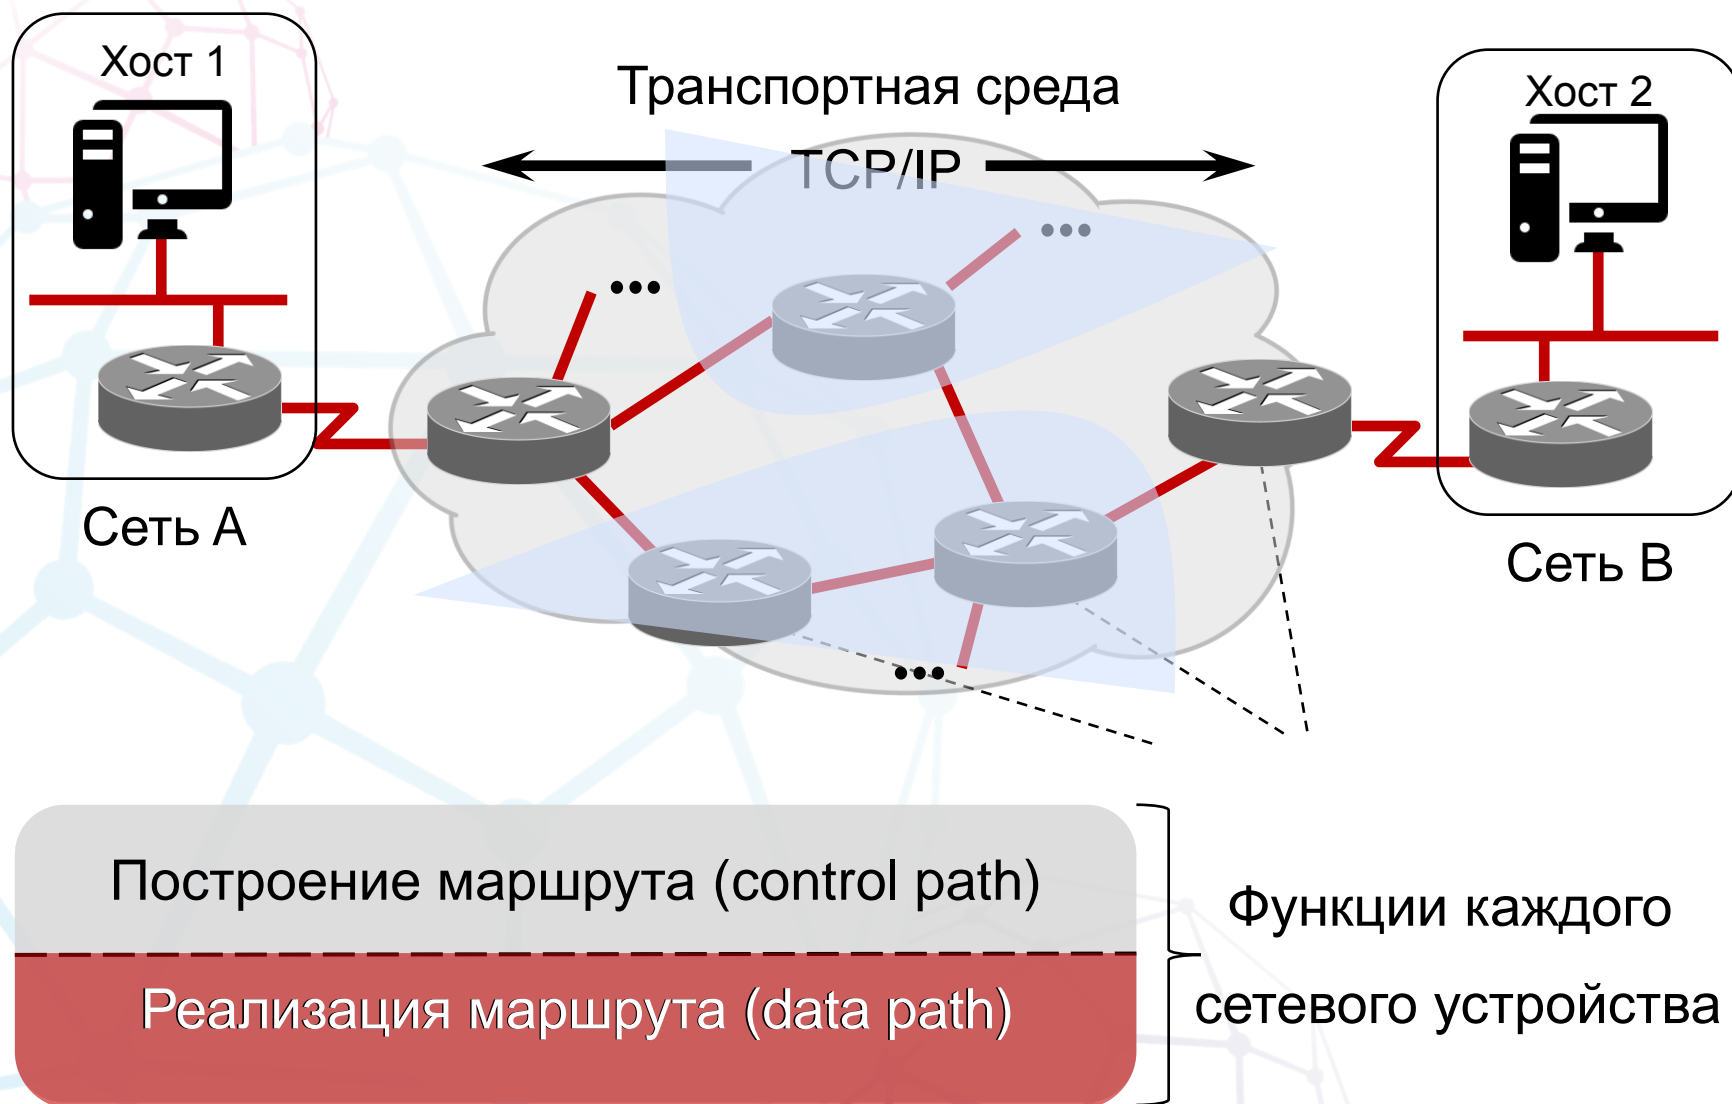 Хост 1
Транспортная среда
Хост 2
TCP/IP
...
...
Сеть А
Сеть В
...
Построение маршрута (control path)
Реализация маршрута (data path)
Функции каждого
сетевого устройства